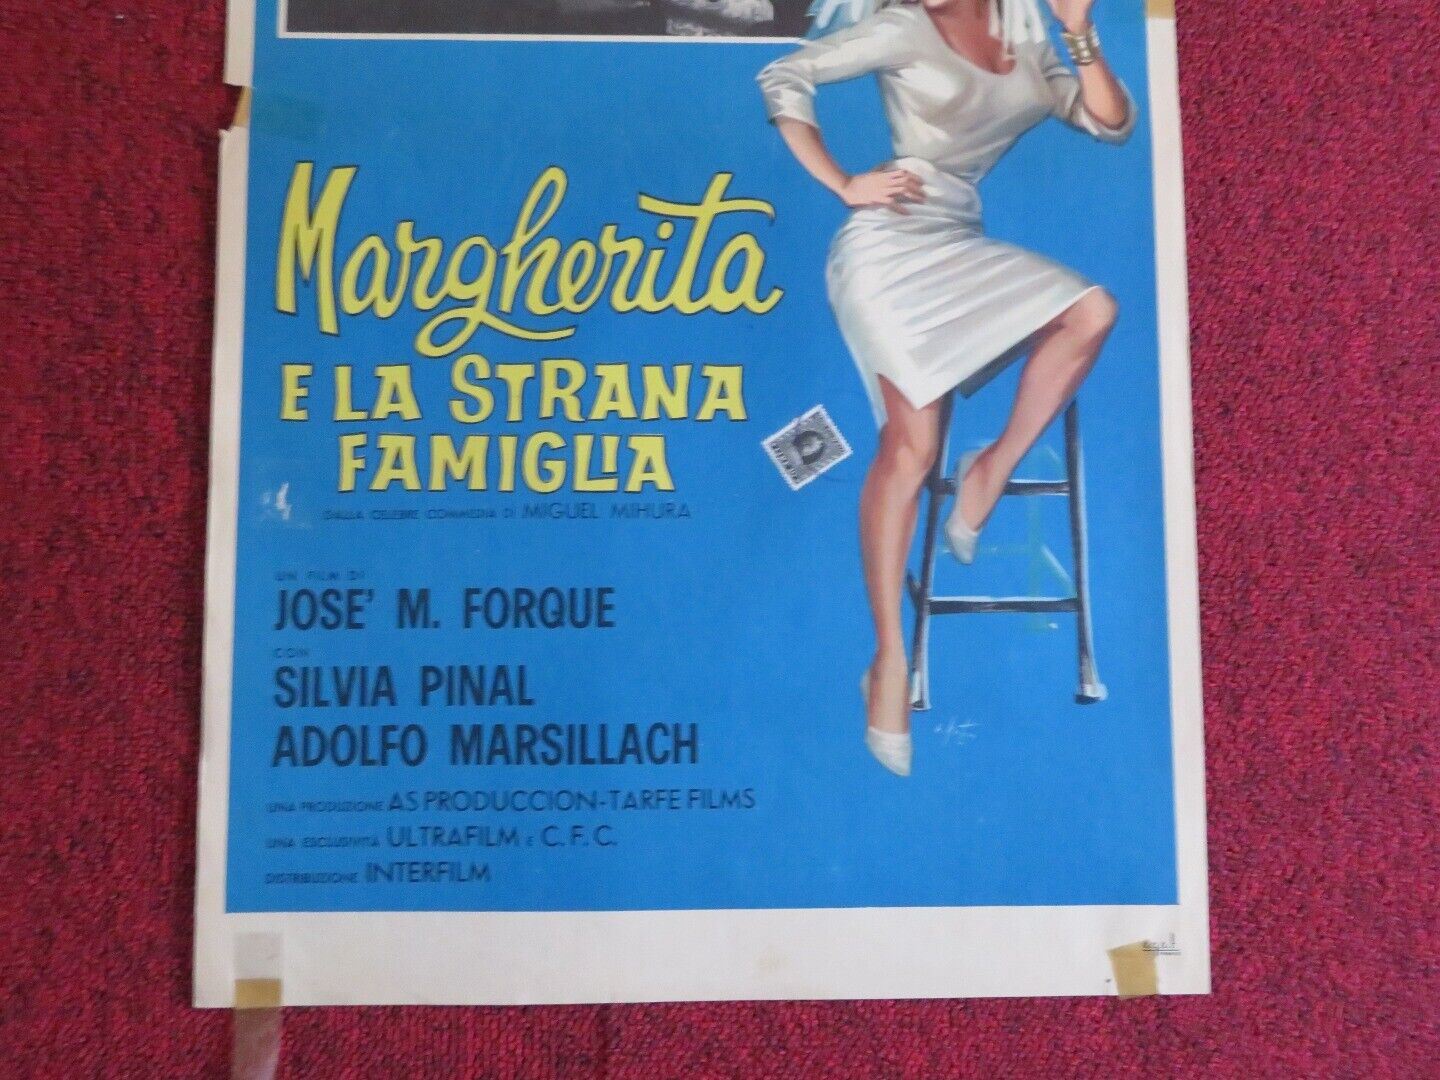 Margherita
E LA STRANA
FAMIGLIA
DALLA CELEBRE COMMEDIA DI MIGUEL MIHURA
UN FILM DI
JOSE' M. FORQUE
CON
SILVIA PINAL
ADOLFO MARSILLACH
UNA PRODUZIONE AS PRODUCCION-TARFE FILMS
UNA ESCLUSIVITÀ ULTRAFILM E C.F.C.
DISTRIBUZIONE INTERFILM